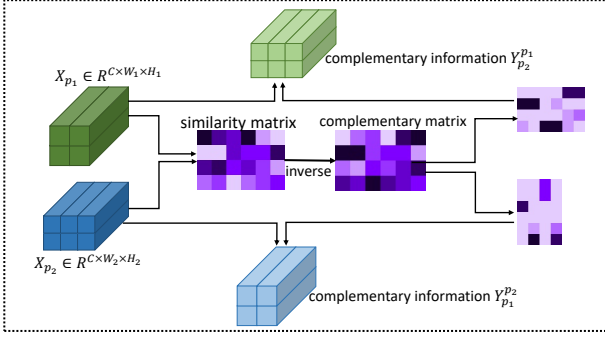 complementary information $Y_{p_2}^{p_1}$
$X_{p_1} \in R^{C \times W_1 \times H_1}$
similarity matrix
complementary matrix
inverse
$X_{p_2} \in R^{C \times W_2 \times H_2}$
complementary information $Y_{p_1}^{p_2}$